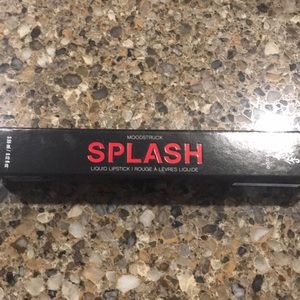 MOODSTRUCK
SPLASH
LIQUID LIPSTICK | ROUGE À LÈVRES LIQUIDE